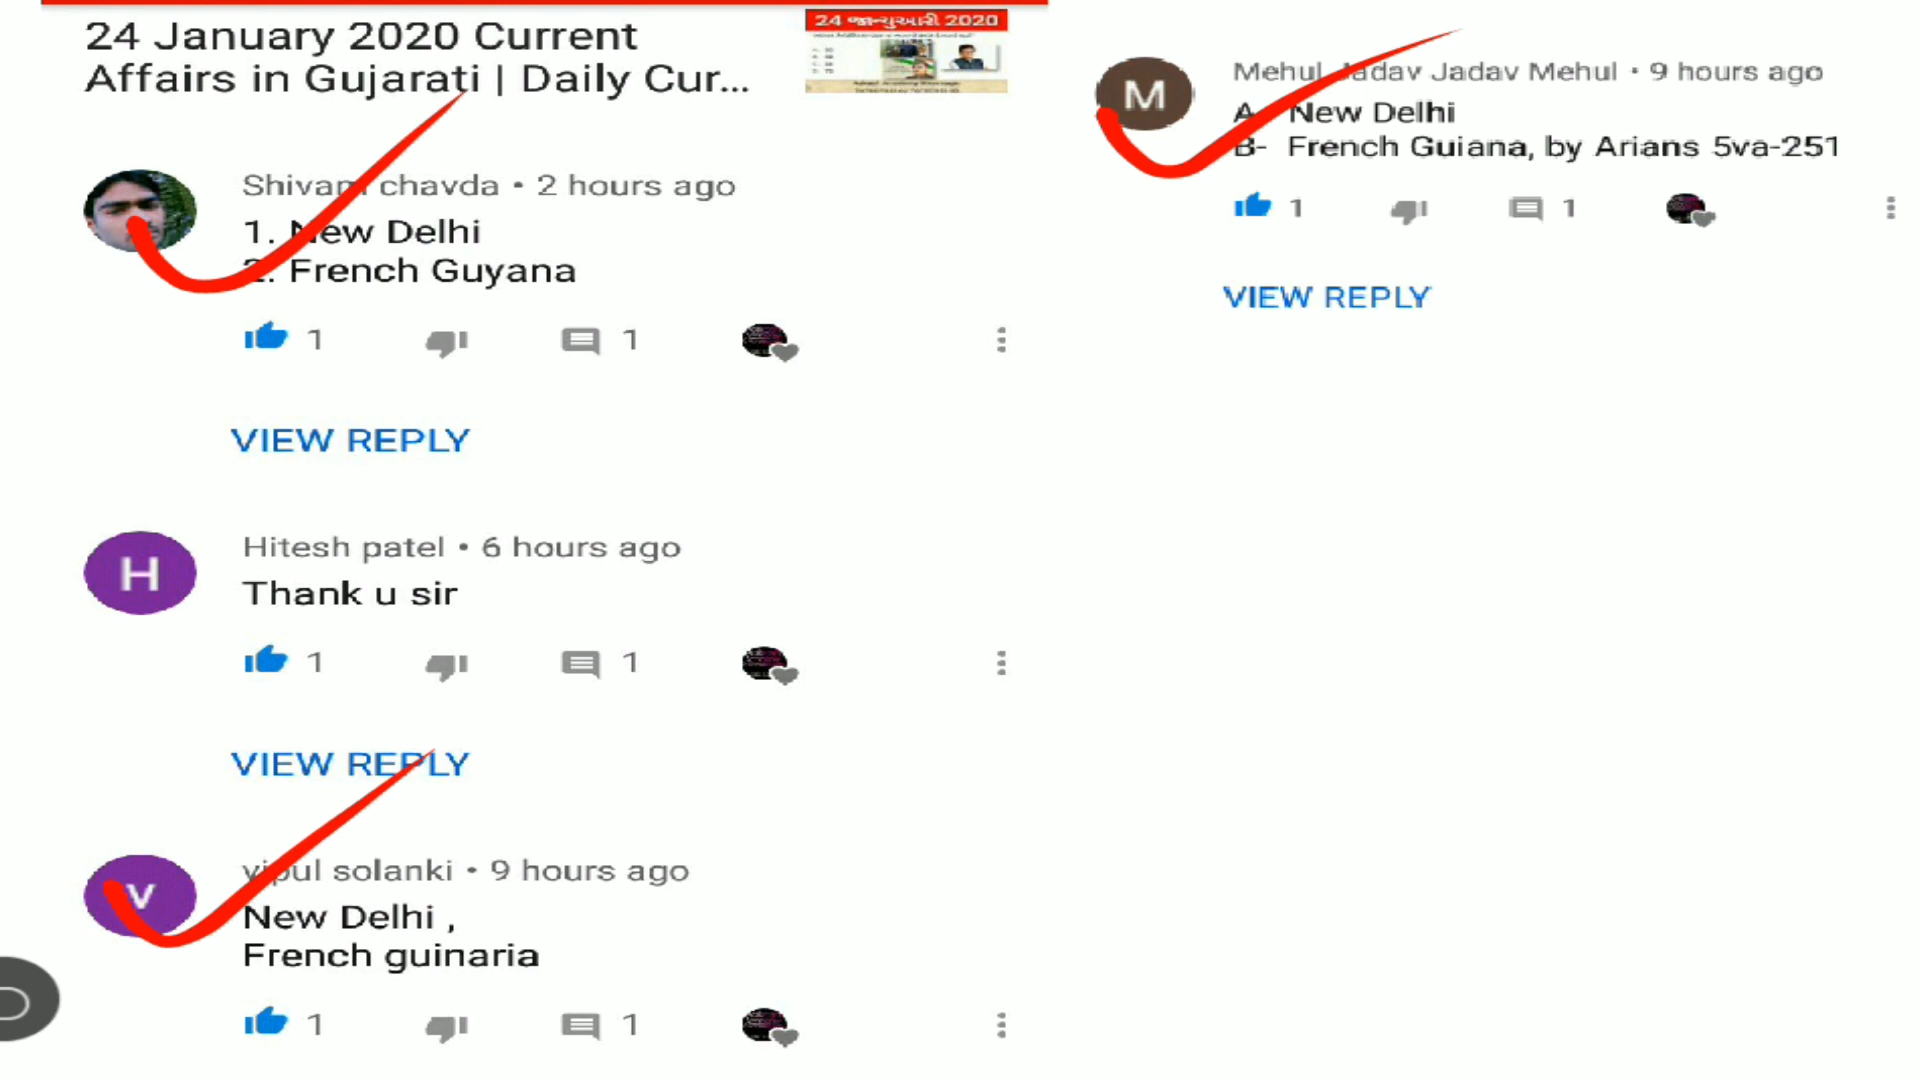 24 January 2020 Current
Affairs in Gujarati | Daily Cur...
24 જાન્યુઆરી 2020
Shivam chavda • 2 hours ago
1. New Delhi
2. French Guyana
1
1
VIEW REPLY
H
Hitesh patel • 6 hours ago
Thank u sir
1
1
VIEW REPLY
V
vipul solanki • 9 hours ago
New Delhi ,
French guinaria
1
1
M
Mehul Jadav Jadav Mehul • 9 hours ago
A- New Delhi
B- French Guiana, by Arians 5va-251
1
1
VIEW REPLY